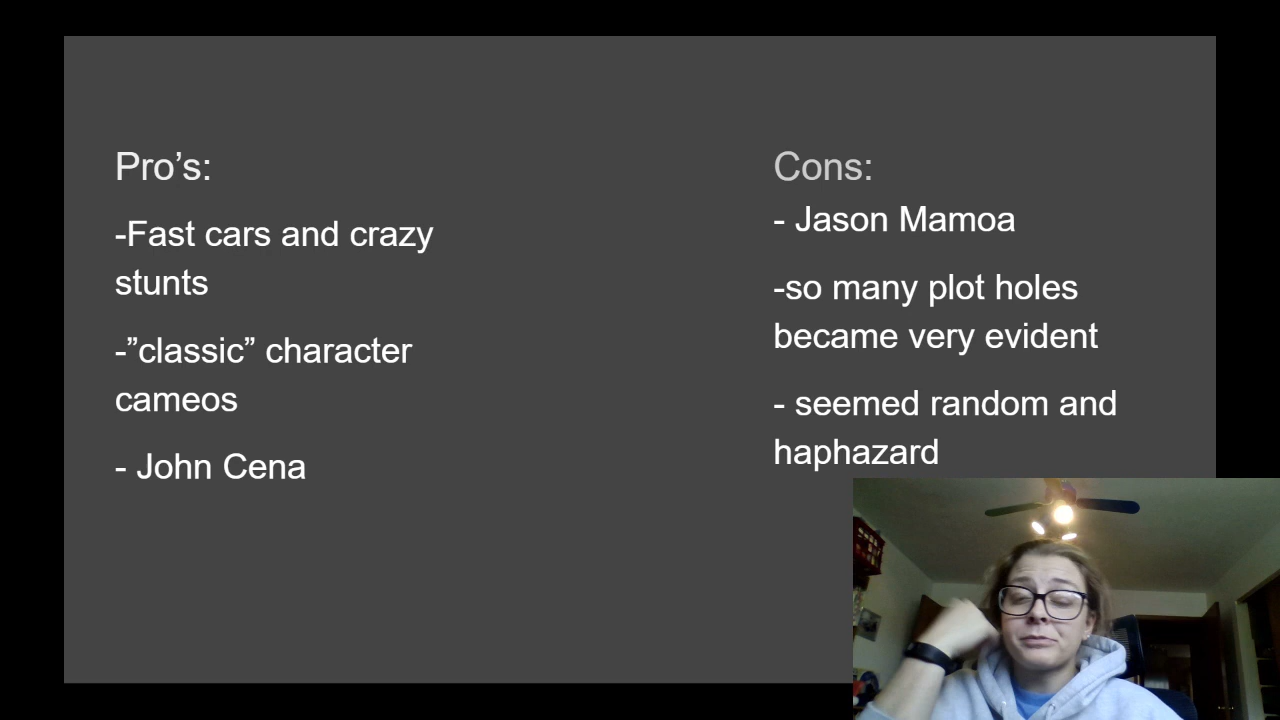 Pro’s:
-Fast cars and crazy
stunts
-”classic” character
cameos
- John Cena
Cons:
- Jason Mamoa
-so many plot holes
became very evident
- seemed random and
haphazard